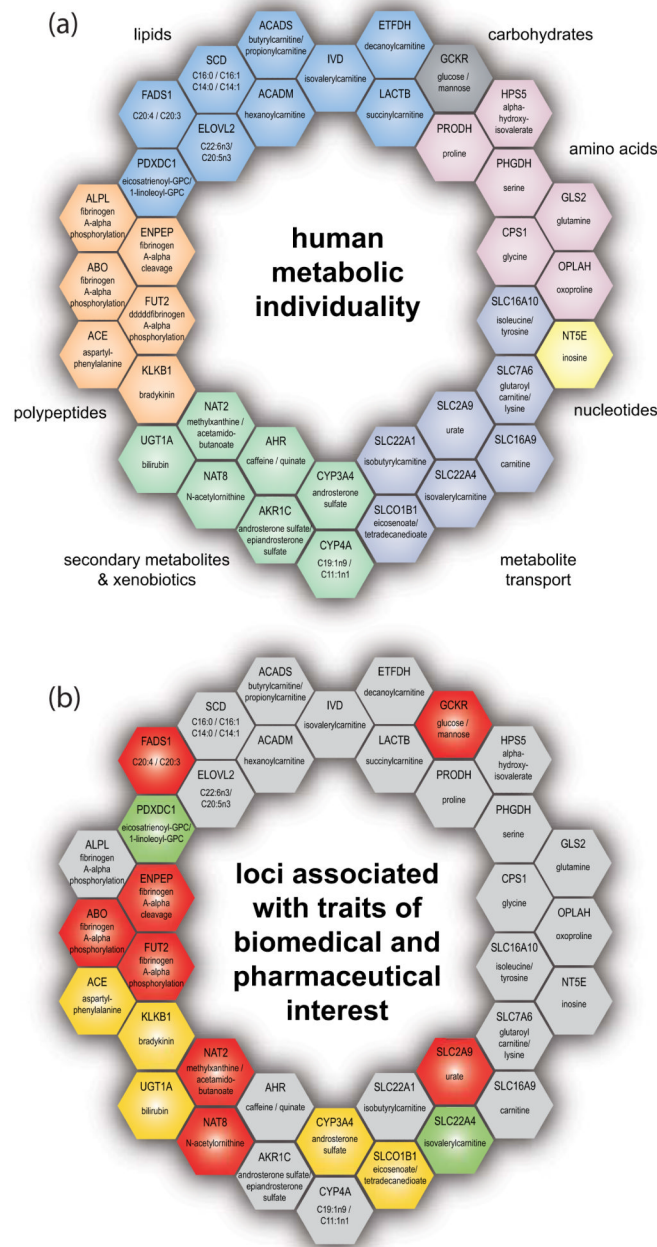 (a)
lipids
carbohydrates
ACADS
butyrylcarnitine/
propionylcarnitine
ETFDH
decanoylcarnitine
SCD
C16:0 / C16:1
C14:0 / C14:1
IVD
isovalerylcarnitine
GCKR
glucose /
mannose
FADS1
C20:4 / C20:3
ACADM
hexanoylcarnitine
LACTB
succinylcarnitine
HPS5
alpha-
hydroxy-
isovalerate
ELOVL2
C22:6n3/
C20:5n3
PRODH
proline
amino acids
PDXDC1
eicosatrienoyl-GPC/
1-linoleoyl-GPC
PHGDH
serine
ALPL
fibrinogen
A-alpha
phosphorylation
GLS2
glutamine
ENPEP
fibrinogen
A-alpha
cleavage
human
metabolic
individuality
CPS1
glycine
ABO
fibrinogen
A-alpha
phosphorylation
OPLAH
oxoproline
FUT2
dddddfibrinogen
A-alpha
phosphorylation
SLC16A10
isoleucine/
tyrosine
ACE
aspartyl-
phenylalanine
NT5E
inosine
KLKB1
bradykinin
SLC7A6
glutaroyl
carnitine/
lysine
polypeptides
nucleotides
NAT2
methylxanthine /
acetamido-
butanoate
SLC2A9
urate
UGT1A
bilirubin
AHR
caffeine / quinate
SLC22A1
isobutyrylcarnitine
SLC16A9
carnitine
NAT8
N-acetylornithine
CYP3A4
androsterone
sulfate
SLC22A4
isovalerylcarnitine
AKR1C
androsterone sulfate/
epiandrosterone
sulfate
SLCO1B1
eicosenoate/
tetradecanedioate
CYP4A
C19:1n9 /
C11:1n1
secondary metabolites
& xenobiotics
metabolite
transport
(b)
ACADS
butyrylcarnitine/
propionylcarnitine
ETFDH
decanoylcarnitine
SCD
C16:0 / C16:1
C14:0 / C14:1
IVD
isovalerylcarnitine
GCKR
glucose /
mannose
FADS1
C20:4 / C20:3
ACADM
hexanoylcarnitine
LACTB
succinylcarnitine
HPS5
alpha-
hydroxy-
isovalerate
ELOVL2
C22:6n3/
C20:5n3
PRODH
proline
PDXDC1
eicosatrienoyl-GPC/
1-linoleoyl-GPC
PHGDH
serine
ALPL
fibrinogen
A-alpha
phosphorylation
GLS2
glutamine
ENPEP
fibrinogen
A-alpha
cleavage
loci associated
with traits of
biomedical and
pharmaceutical
interest
CPS1
glycine
ABO
fibrinogen
A-alpha
phosphorylation
OPLAH
oxoproline
FUT2
fibrinogen
A-alpha
phosphorylation
SLC16A10
isoleucine/
tyrosine
ACE
aspartyl-
phenylalanine
NT5E
inosine
KLKB1
bradykinin
SLC7A6
glutaroyl
carnitine/
lysine
NAT2
methylxanthine /
acetamido-
butanoate
SLC2A9
urate
UGT1A
bilirubin
AHR
caffeine / quinate
SLC22A1
isobutyrylcarnitine
SLC16A9
carnitine
NAT8
N-acetylornithine
CYP3A4
androsterone
sulfate
SLC22A4
isovalerylcarnitine
AKR1C
androsterone sulfate/
epiandrosterone
sulfate
SLCO1B1
eicosenoate/
tetradecanedioate
CYP4A
C19:1n9 /
C11:1n1